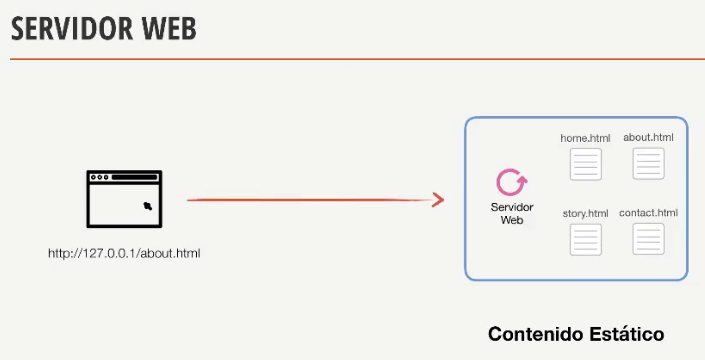 SERVIDOR WEB
http://127.0.0.1/about.html
Servidor
Web
home.html
about.html
story.html
contact.html
Contenido Estático